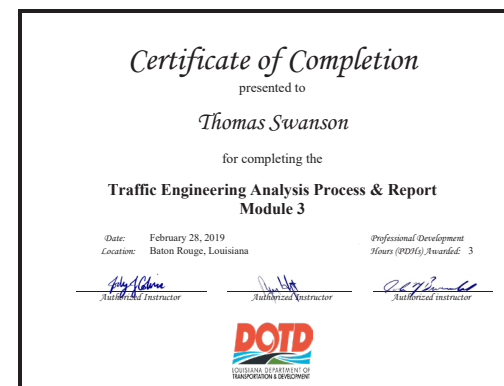 Certificate of Completion
presented to
Thomas Swanson
for completing the
Traffic Engineering Analysis Process & Report
Module 3
Date: February 28, 2019
Location: Baton Rouge, Louisiana
Professional Development
Hours (PDHs) Awarded: 3
Authorized Instructor
Authorized Instructor
Authorized instructor
DOTD
LOUISIANA DEPARTMENT OF
TRANSPORTATION & DEVELOPMENT